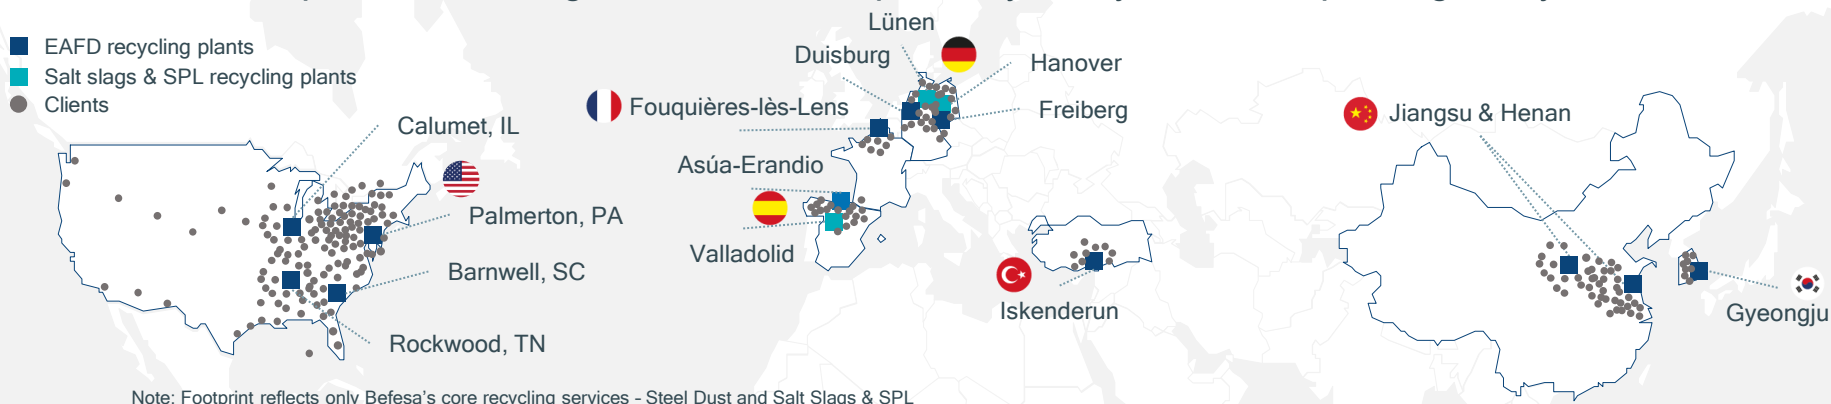 EAFD recycling plants
Salt slags & SPL recycling plants
Clients
Calumet, IL
Palmerton, PA
Barnwell, SC
Rockwood, TN
Lünen
Duisburg
Hanover
Fouquières-lès-Lens
Freiberg
Asúa-Erandio
Valladolid
Iskenderun
Jiangsu & Henan
Gyeongju
Note: Footprint reflects only Befesa's core recycling services - Steel Dust and Salt Slags & SPL